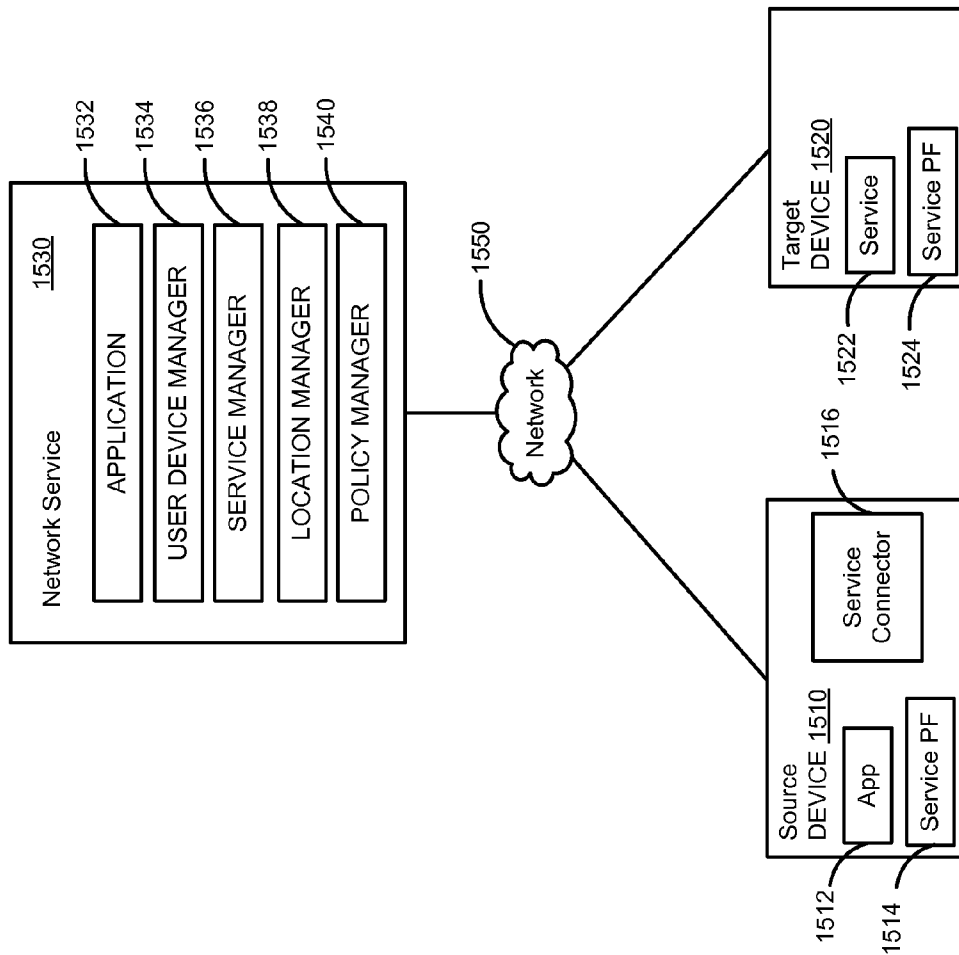 Network Service
1530
APPLICATION
1532
USER DEVICE MANAGER
1534
SERVICE MANAGER
1536
LOCATION MANAGER
1538
POLICY MANAGER
1540
Network
1550
Source
DEVICE 1510
App
1512
Service PF
1514
Service
Connector
1516
Target
DEVICE 1520
Service
1522
Service PF
1524